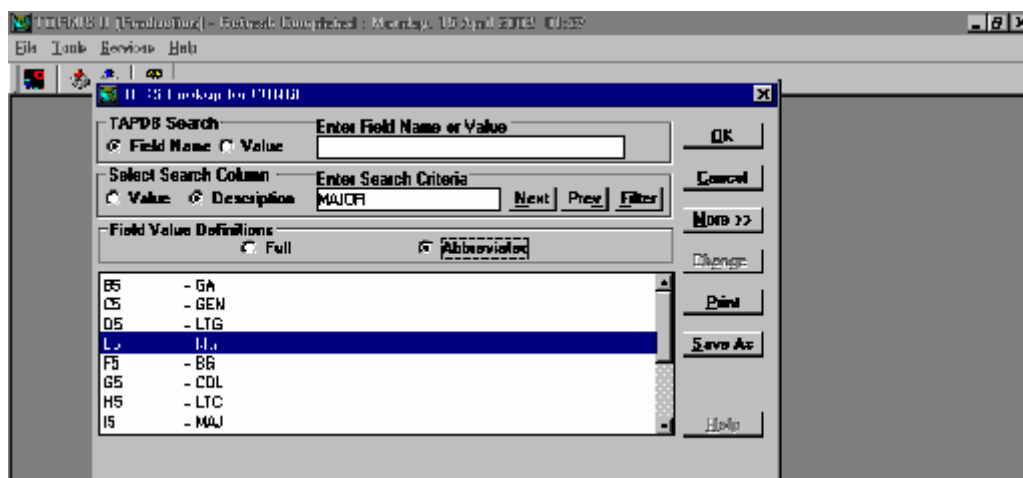 File Tools Services Help
TAPDB Search
Enter Field Name or Value
Field Name Value
OK
Select Search Column
Enter Search Criteria
Cancel
Value Description
MAJOR
Next Prev Filter
More >>
Field Value Definitions
Full Abbreviated
Change
B5 - GA
C5 - GEN
Print
D5 - LTG
Save As
F5 - BG
G5 - COL
H5 - LTC
I5 - MAJ
Help